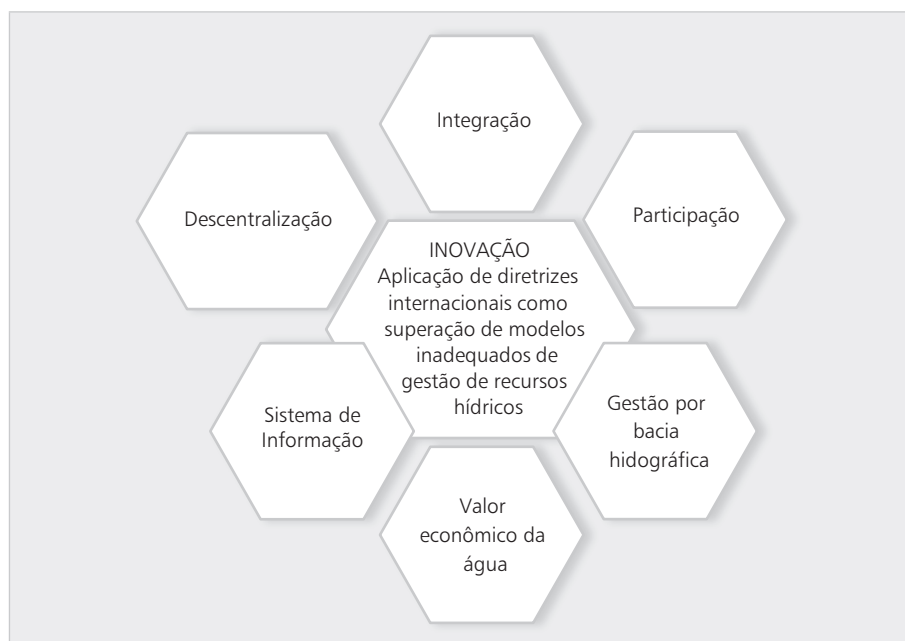 Integração
Descentralização
Participação
INOVAÇÃO
Aplicação de diretrizes
internacionais como
superação de modelos
inadequados de
gestão de recursos
hídricos
Sistema de
Informação
Gestão por
bacia
hidográfica
Valor
econômico da
água